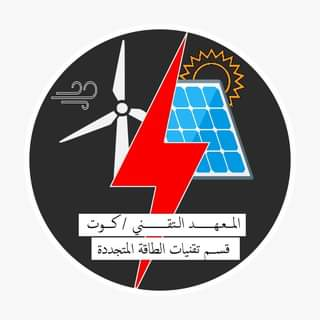 المعهد التقني / كوت
قسم تقنيات الطاقة المتجددة